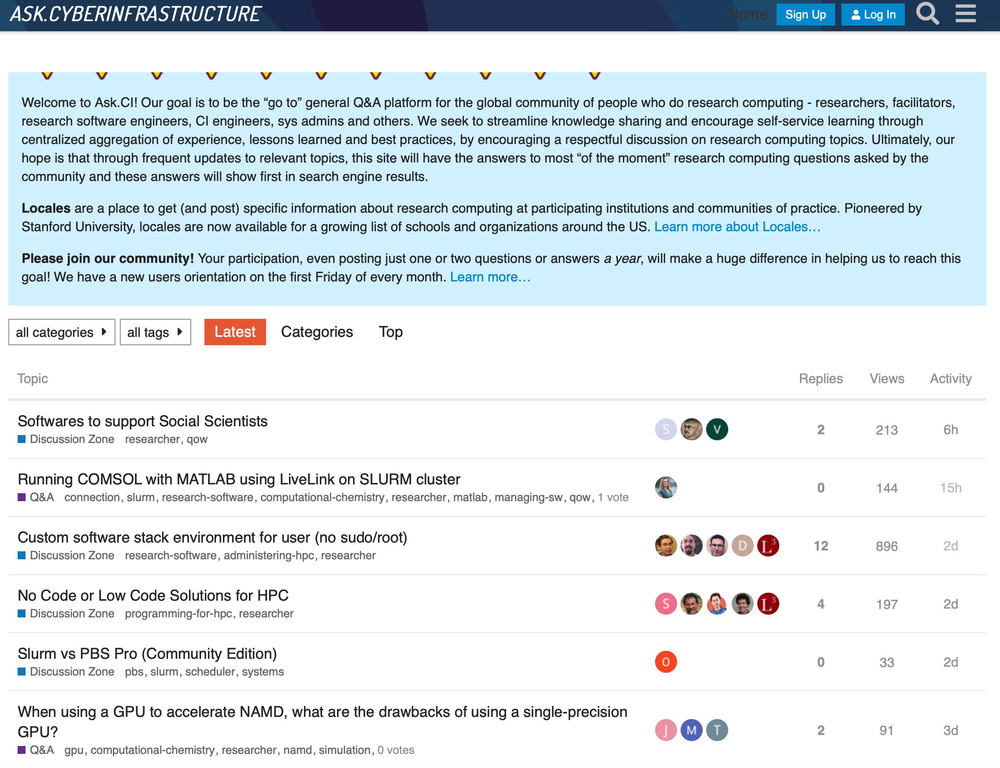 ASK.CYBERINFRASTRUCTURE
Home Sign Up Log In
Welcome to Ask.CI! Our goal is to be the “go to” general Q&A platform for the global community of people who do research computing - researchers, facilitators,
research software engineers, CI engineers, sys admins and others. We seek to streamline knowledge sharing and encourage self-service learning through
centralized aggregation of experience, lessons learned and best practices, by encouraging a respectful discussion on research computing topics. Ultimately, our
hope is that through frequent updates to relevant topics, this site will have the answers to most “of the moment” research computing questions asked by the
community and these answers will show first in search engine results.
Locales are a place to get (and post) specific information about research computing at participating institutions and communities of practice. Pioneered by
Stanford University, locales are now available for a growing list of schools and organizations around the US. Learn more about Locales…
Please join our community! Your participation, even posting just one or two questions or answers a year, will make a huge difference in helping us to reach this
goal! We have a new users orientation on the first Friday of every month. Learn more…
all categories all tags Latest Categories Top
Topic Replies Views Activity
Softwares to support Social Scientists
Discussion Zone researcher, qow
S V 2 213 6h
Running COMSOL with MATLAB using LiveLink on SLURM cluster
Q&A connection, slurm, research-software, computational-chemistry, researcher, matlab, managing-sw, qow, 1 vote
0 144 15h
Custom software stack environment for user (no sudo/root)
Discussion Zone research-software, administering-hpc, researcher
D L3 12 896 2d
No Code or Low Code Solutions for HPC
Discussion Zone programming-for-hpc, researcher
S L3 4 197 2d
Slurm vs PBS Pro (Community Edition)
Discussion Zone pbs, slurm, scheduler, systems
O 0 33 2d
When using a GPU to accelerate NAMD, what are the drawbacks of using a single-precision
GPU?
Q&A gpu, computational-chemistry, researcher, namd, simulation, 0 votes
J M T 2 91 3d